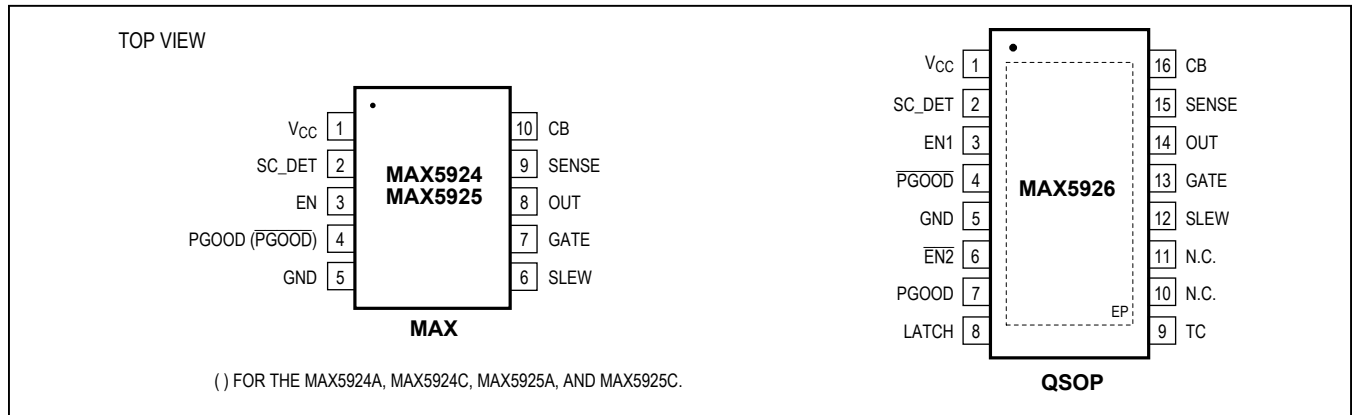 TOP VIEW
VCC 1
SC_DET 2
EN 3
PGOOD (PGOOD) 4
GND 5
MAX5924
MAX5925
10 CB
9 SENSE
8 OUT
7 GATE
6 SLEW
MAX
( ) FOR THE MAX5924A, MAX5924C, MAX5925A, AND MAX5925C.
VCC 1
SC_DET 2
EN1 3
PGOOD 4
GND 5
EN2 6
PGOOD 7
LATCH 8
MAX5926
EP
16 CB
15 SENSE
14 OUT
13 GATE
12 SLEW
11 N.C.
10 N.C.
9 TC
QSOP